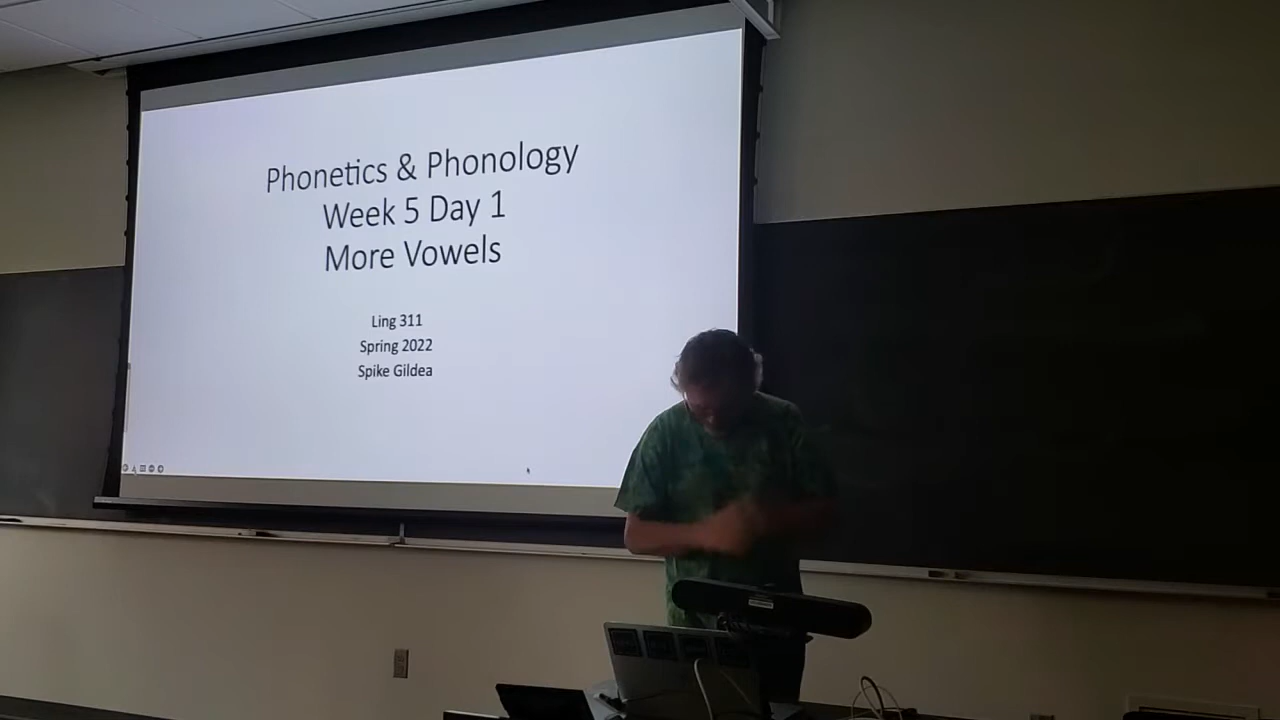 Phonetics & Phonology
Week 5 Day 1
More Vowels
Ling 311
Spring 2022
Spike Gildea